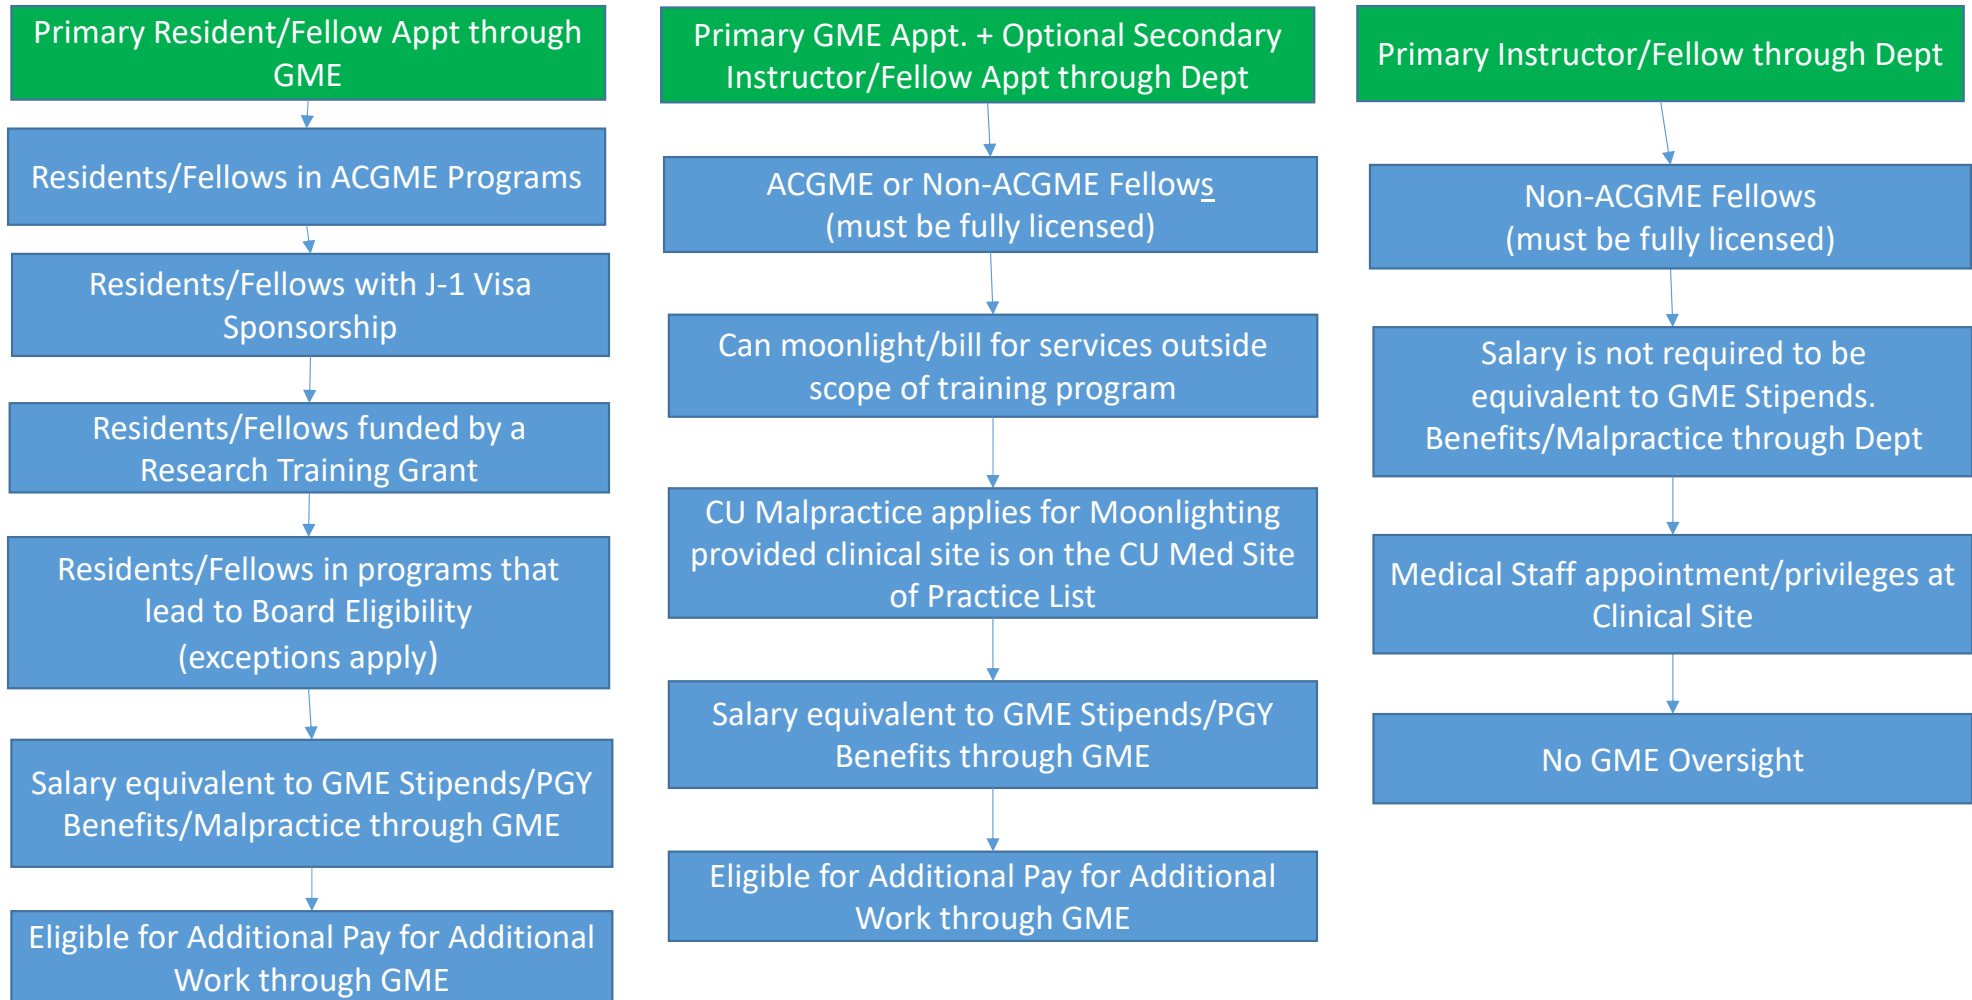 Primary Resident/Fellow Appt through
GME
Residents/Fellows in ACGME Programs
Residents/Fellows with J-1 Visa
Sponsorship
Residents/Fellows funded by a
Research Training Grant
Residents/Fellows in programs that
lead to Board Eligibility
(exceptions apply)
Salary equivalent to GME Stipends/PGY
Benefits/Malpractice through GME
Eligible for Additional Pay for Additional
Work through GME
Primary GME Appt. + Optional Secondary
Instructor/Fellow Appt through Dept
ACGME or Non-ACGME Fellows
(must be fully licensed)
Can moonlight/bill for services outside
scope of training program
CU Malpractice applies for Moonlighting
provided clinical site is on the CU Med Site
of Practice List
Salary equivalent to GME Stipends/PGY
Benefits through GME
Eligible for Additional Pay for Additional
Work through GME
Primary Instructor/Fellow through Dept
Non-ACGME Fellows
(must be fully licensed)
Salary is not required to be
equivalent to GME Stipends.
Benefits/Malpractice through Dept
Medical Staff appointment/privileges at
Clinical Site
No GME Oversight